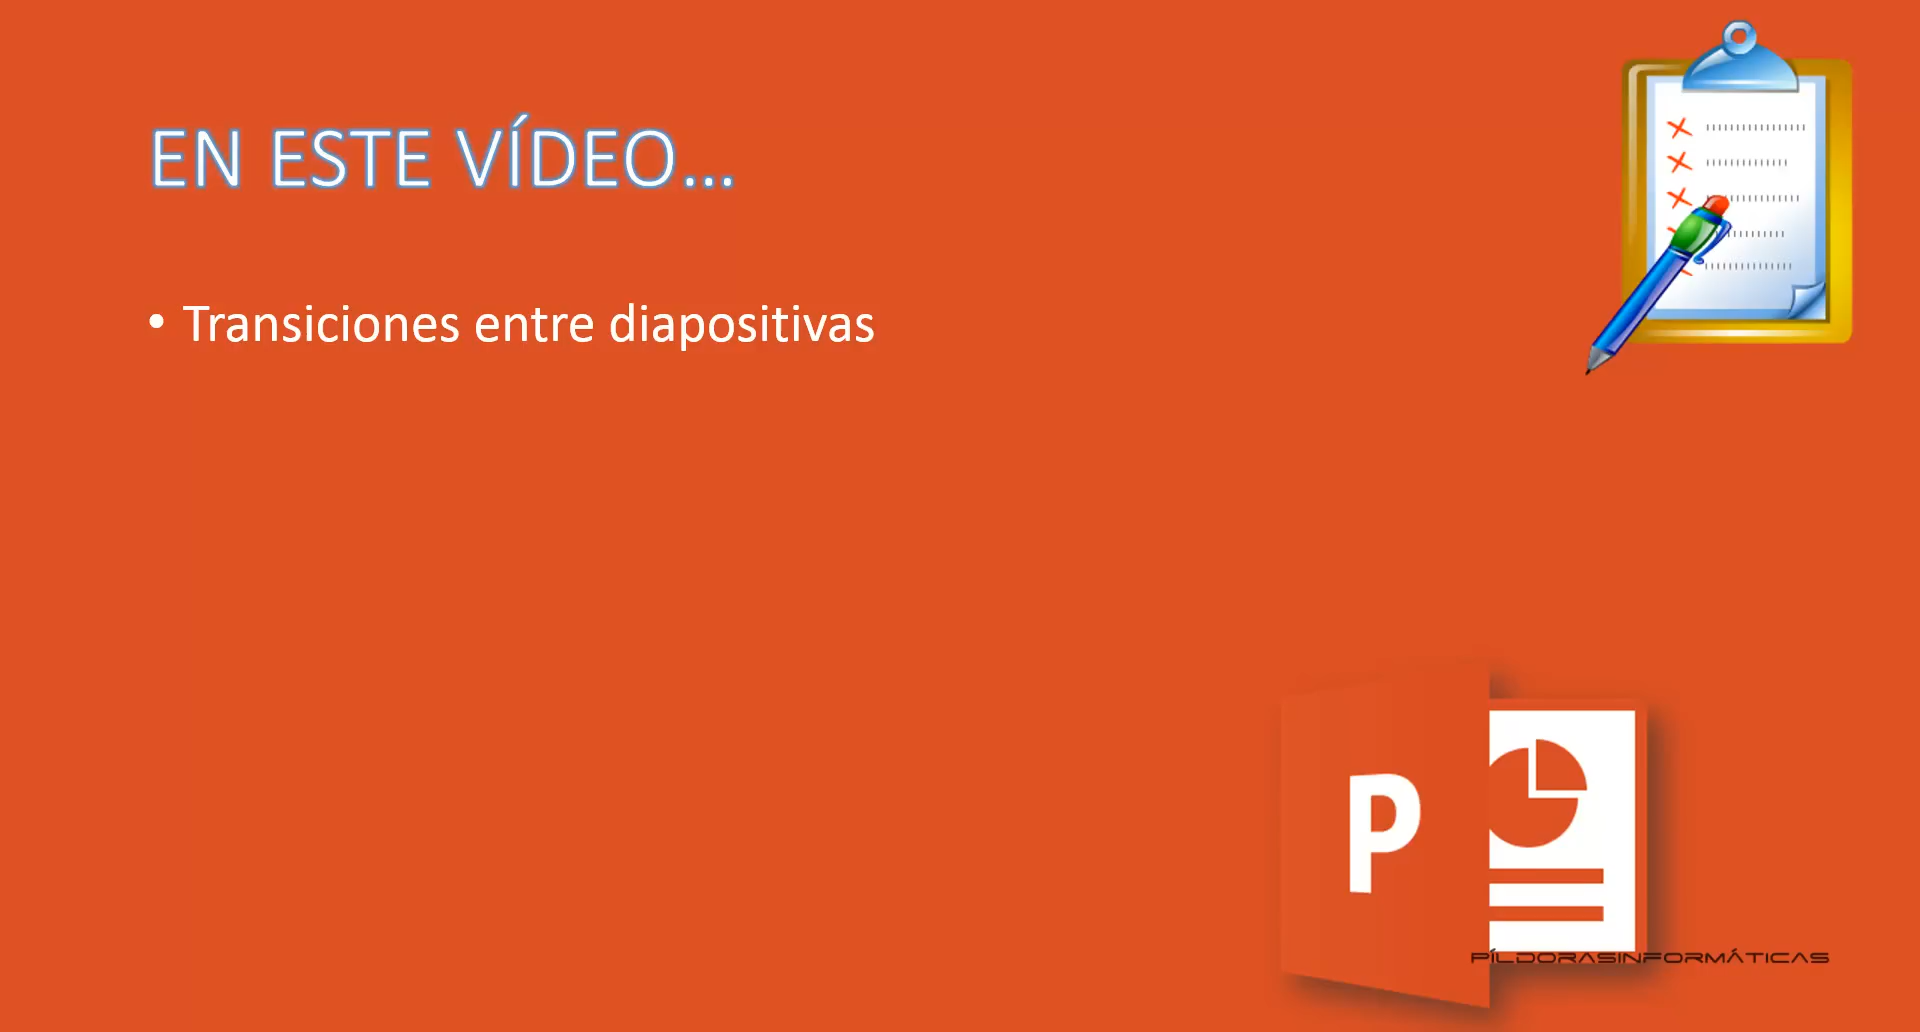 EN ESTE VÍDEO...
• Transiciones entre diapositivas
P
PÍLDORASINFORMÁTICAS